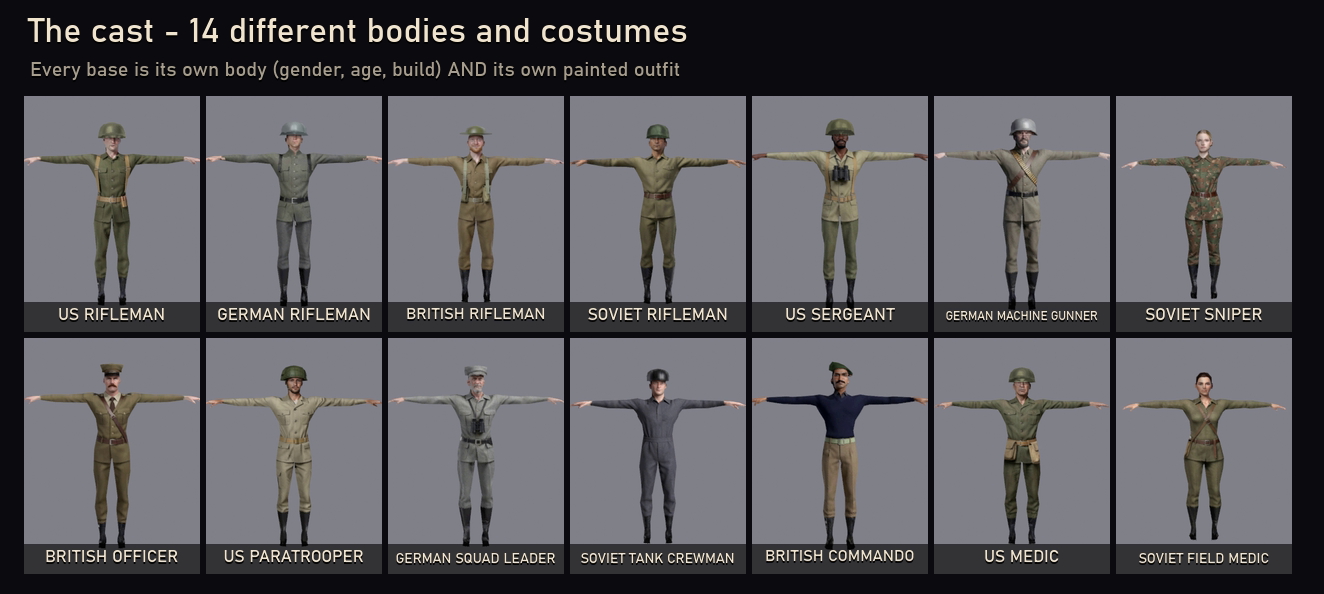 The cast - 14 different bodies and costumes
Every base is its own body (gender, age, build) AND its own painted outfit
US RIFLEMAN
GERMAN RIFLEMAN
BRITISH RIFLEMAN
SOVIET RIFLEMAN
US SERGEANT
GERMAN MACHINE GUNNER
SOVIET SNIPER
BRITISH OFFICER
US PARATROOPER
GERMAN SQUAD LEADER
SOVIET TANK CREWMAN
BRITISH COMMANDO
US MEDIC
SOVIET FIELD MEDIC